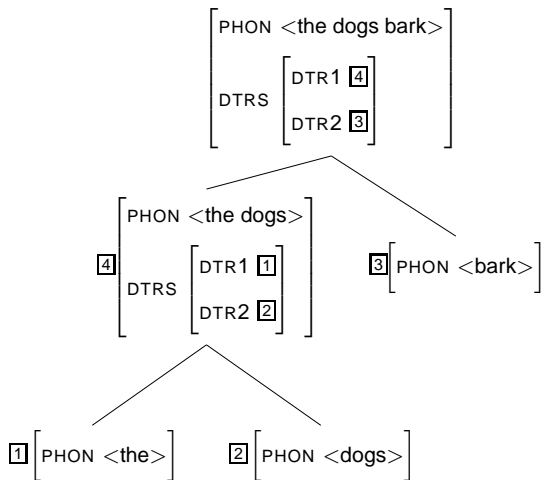 PHON <the dogs bark>
DTRS DTR1 4
DTR2 3
4 PHON <the dogs>
DTRS DTR1 1
DTR2 2
3 PHON <bark>
1 PHON <the>
2 PHON <dogs>